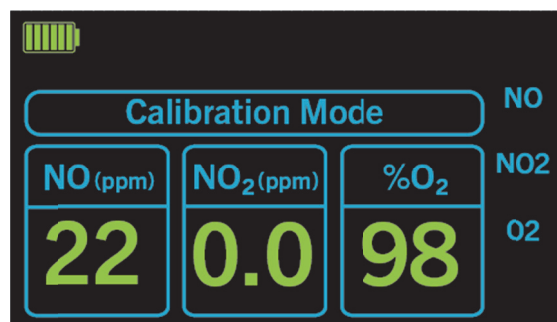 Calibration Mode
NO
NO (ppm) NO₂ (ppm) %O₂
NO2
22 0.0 98
O2